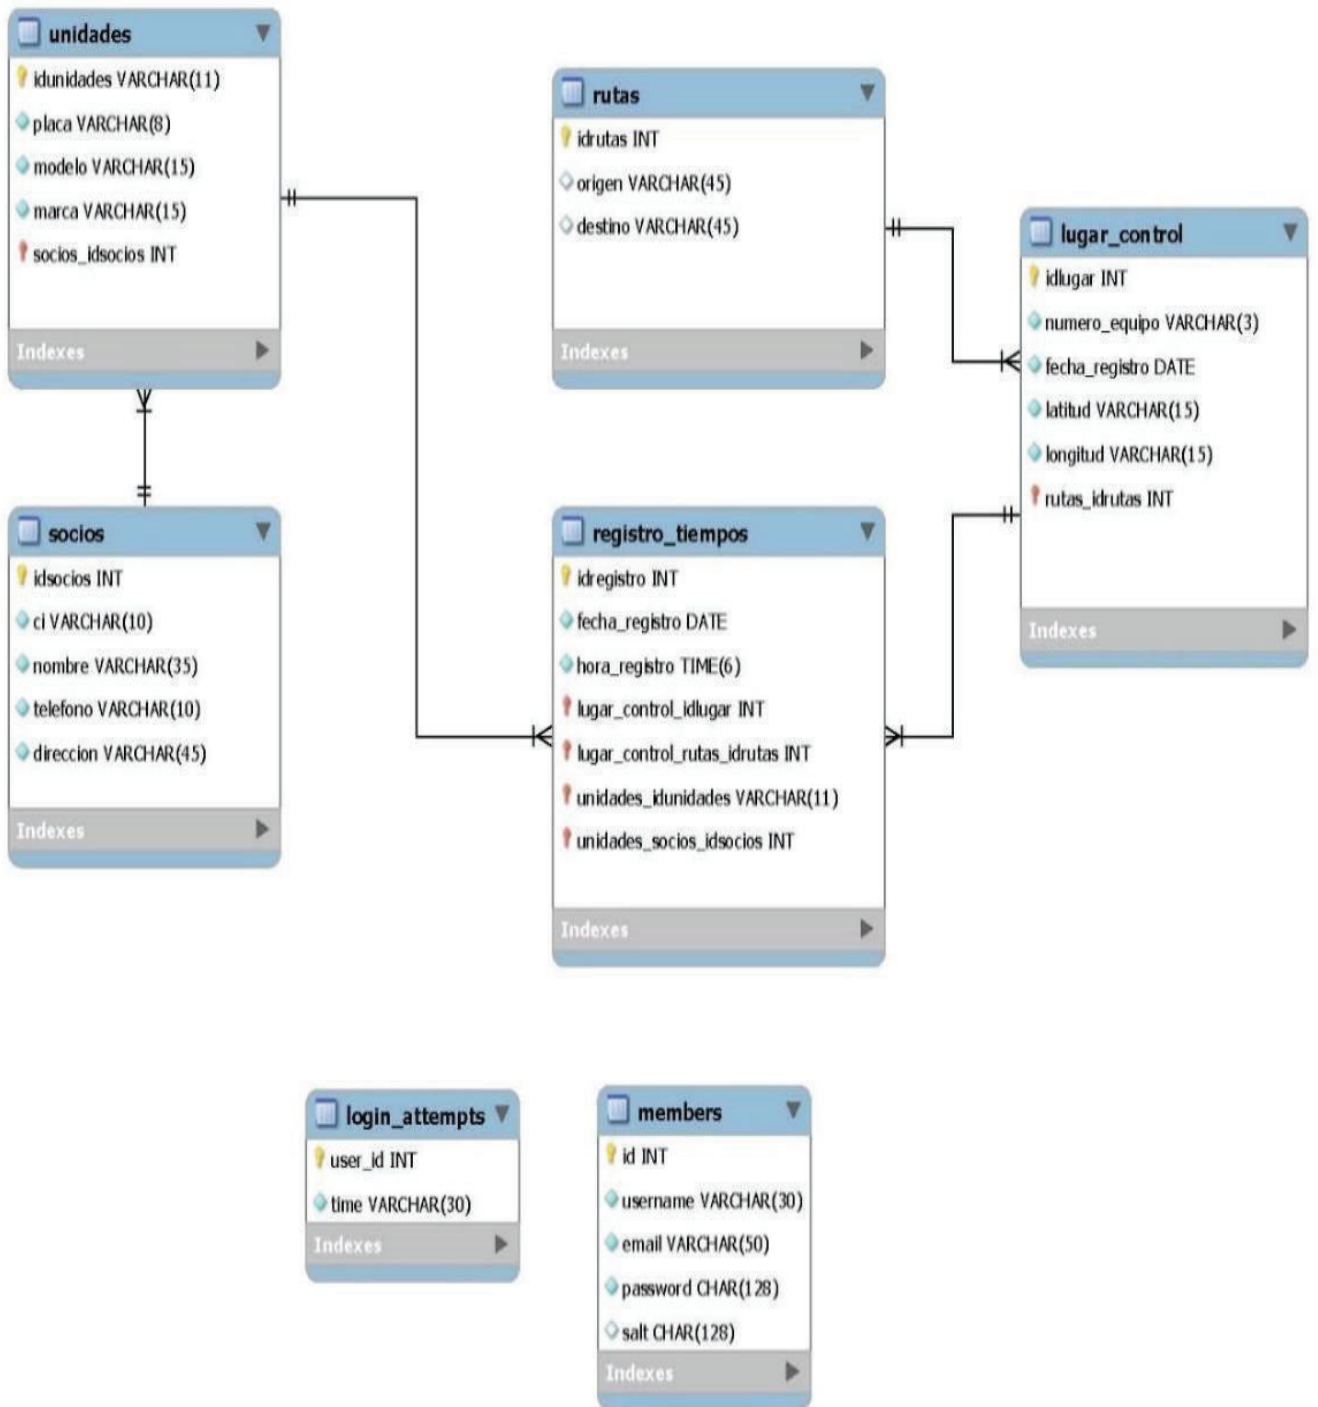 unidades
idunidades VARCHAR(11)
placa VARCHAR(8)
modelo VARCHAR(15)
marca VARCHAR(15)
socios_idsocios INT
Indexes
socios
idsocios INT
ci VARCHAR(10)
nombre VARCHAR(35)
telefono VARCHAR(10)
direccion VARCHAR(45)
Indexes
rutas
idrutas INT
origen VARCHAR(45)
destino VARCHAR(45)
Indexes
registro_tiempos
idregistro INT
fecha_registro DATE
hora_registro TIME(6)
lugar_control_idlugar INT
lugar_control_rutas_idrutas INT
unidades_idunidades VARCHAR(11)
unidades_socios_idsocios INT
Indexes
lugar_control
idlugar INT
numero_equipo VARCHAR(3)
fecha_registro DATE
latitud VARCHAR(15)
longitud VARCHAR(15)
rutas_idrutas INT
Indexes
login_attempts
user_id INT
time VARCHAR(30)
Indexes
members
id INT
username VARCHAR(30)
email VARCHAR(50)
password CHAR(128)
salt CHAR(128)
Indexes